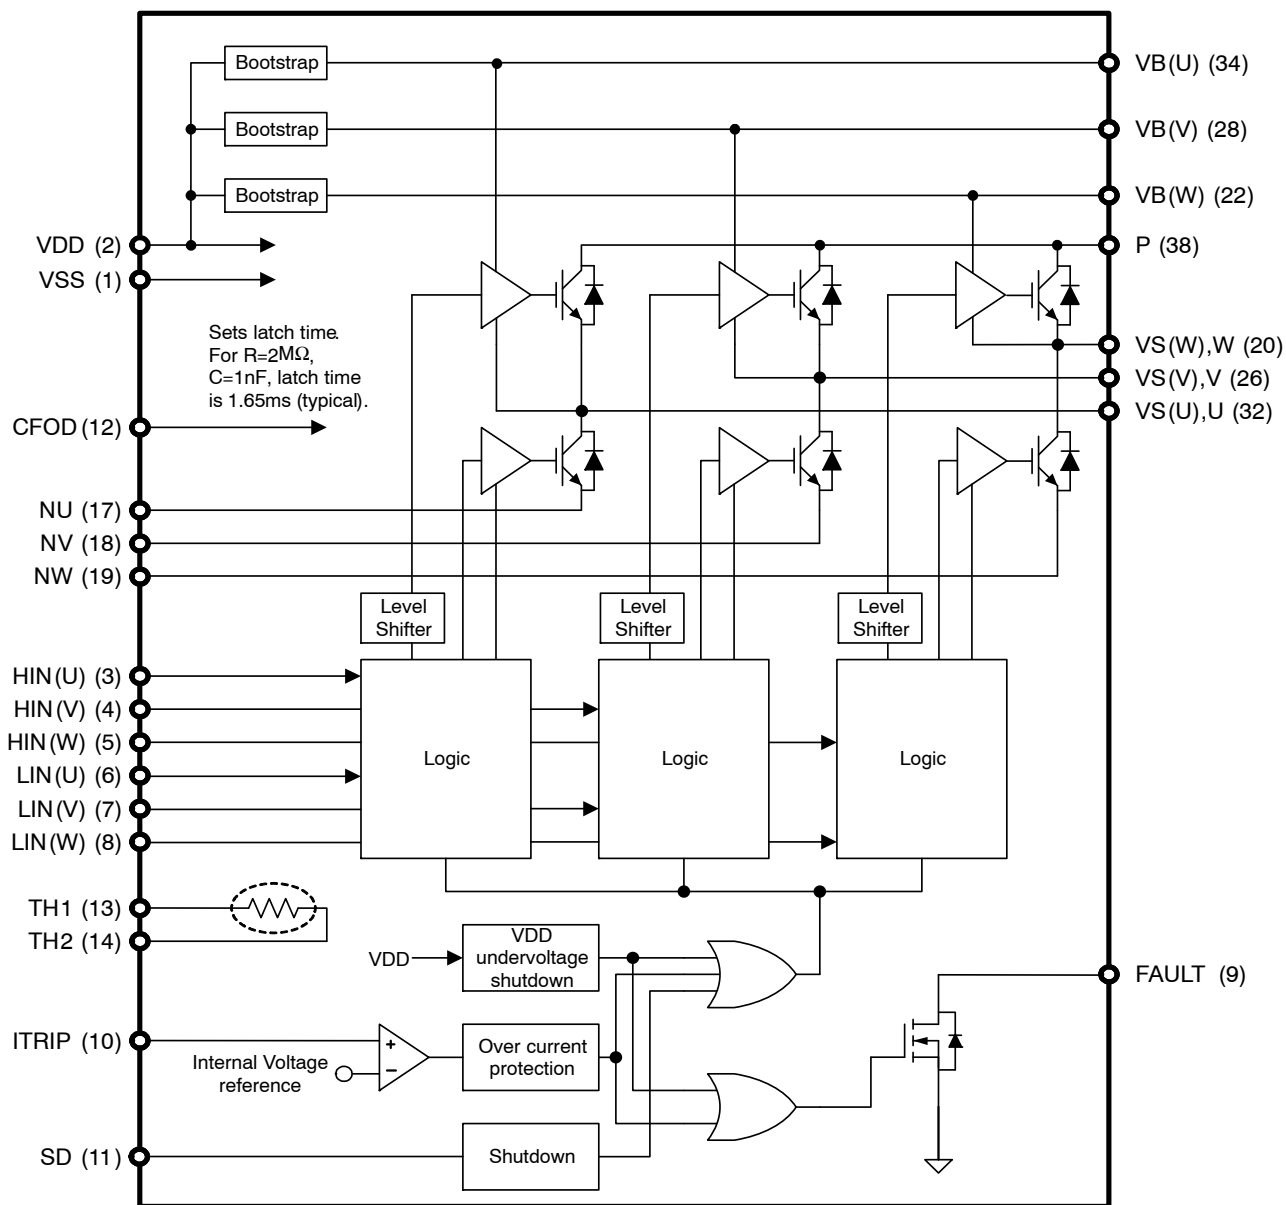 Bootstrap
VB(U) (34)
Bootstrap
VB(V) (28)
Bootstrap
VB(W) (22)
VDD (2)
P (38)
VSS (1)
Sets latch time.
For R=2MΩ,
C=1nF, latch time
is 1.65ms (typical).
VS(W),W (20)
VS(V),V (26)
VS(U),U (32)
CFOD (12)
NU (17)
NV (18)
NW (19)
Level
Shifter
Level
Shifter
Level
Shifter
HIN(U) (3)
HIN(V) (4)
HIN(W) (5)
LIN(U) (6)
LIN(V) (7)
LIN(W) (8)
Logic
Logic
Logic
TH1 (13)
TH2 (14)
VDD
VDD
undervoltage
shutdown
FAULT (9)
ITRIP (10)
+
−
Internal Voltage
reference
Over current
protection
SD (11)
Shutdown